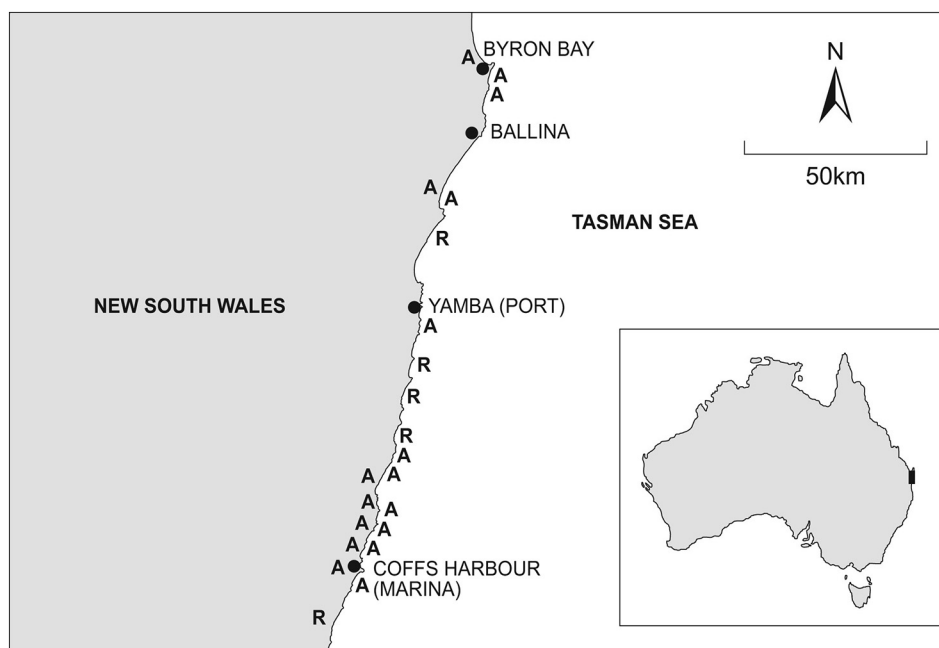 BYRON BAY
A
A
A
N
BALLINA
50km
A
A
TASMAN SEA
R
NEW SOUTH WALES
YAMBA (PORT)
A
R
R
R
A
A
A
A
A
A
A
A
A
A
COFFS HARBOUR
(MARINA)
A
R